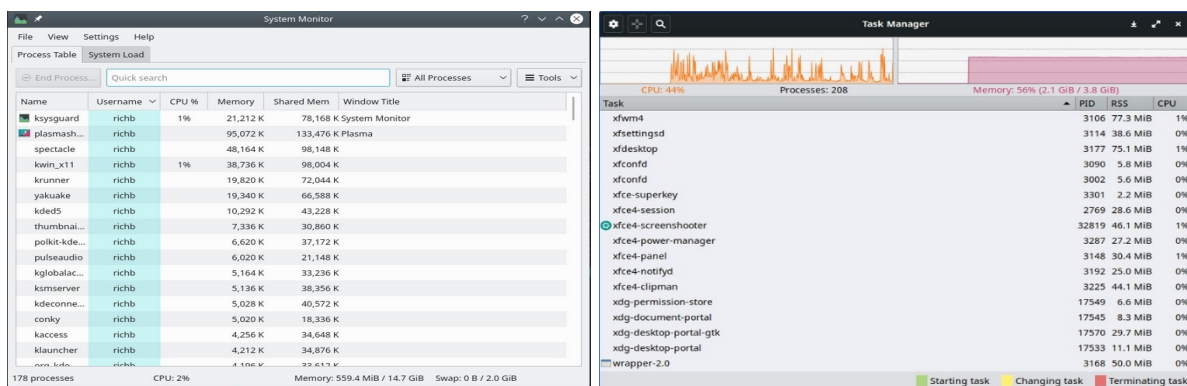 System Monitor
File View Settings Help
Process Table System Load
End Process... Quick search All Processes Tools
Name Username CPU % Memory Shared Mem Window Title
ksysguard richb 1% 21,212 K 78,168 K System Monitor
plasmash... richb 95,072 K 133,476 K Plasma
spectacle richb 48,164 K 98,148 K
kwin_x11 richb 1% 38,736 K 98,004 K
krunner richb 19,820 K 72,044 K
yakuake richb 19,340 K 66,588 K
kded5 richb 10,292 K 43,228 K
thumbnai... richb 7,336 K 30,860 K
polkit-kde... richb 6,620 K 37,172 K
pulseaudio richb 6,020 K 21,148 K
kglobalac... richb 5,164 K 33,236 K
ksmserver richb 5,136 K 38,356 K
kdeconne... richb 5,028 K 40,572 K
conky richb 5,020 K 18,336 K
kaccess richb 4,256 K 34,648 K
klauncher richb 4,212 K 34,876 K
org.kde... richb 4,196 K 33,612 K
178 processes CPU: 2% Memory: 559.4 MiB / 14.7 GiB Swap: 0 B / 2.0 GiB
Task Manager
CPU: 44% Processes: 208 Memory: 56% (2.1 GiB / 3.8 GiB)
Task PID RSS CPU
xfwm4 3106 77.3 MiB 1%
xfsettingsd 3114 38.6 MiB 0%
xfdesktop 3177 75.1 MiB 1%
xfconfd 3090 5.8 MiB 0%
xfconfd 3002 5.6 MiB 0%
xfce-superkey 3301 2.2 MiB 0%
xfce4-session 2769 28.6 MiB 0%
xfce4-screenshooter 32819 46.1 MiB 1%
xfce4-power-manager 3287 27.2 MiB 0%
xfce4-panel 3148 30.4 MiB 1%
xfce4-notifyd 3192 25.0 MiB 0%
xfce4-clipman 3225 44.1 MiB 0%
xdg-permission-store 17549 6.6 MiB 0%
xdg-document-portal 17545 8.3 MiB 0%
xdg-desktop-portal-gtk 17570 29.7 MiB 0%
xdg-desktop-portal 17533 11.1 MiB 0%
wrapper-2.0 3168 50.0 MiB 0%
Starting task Changing task Terminating task